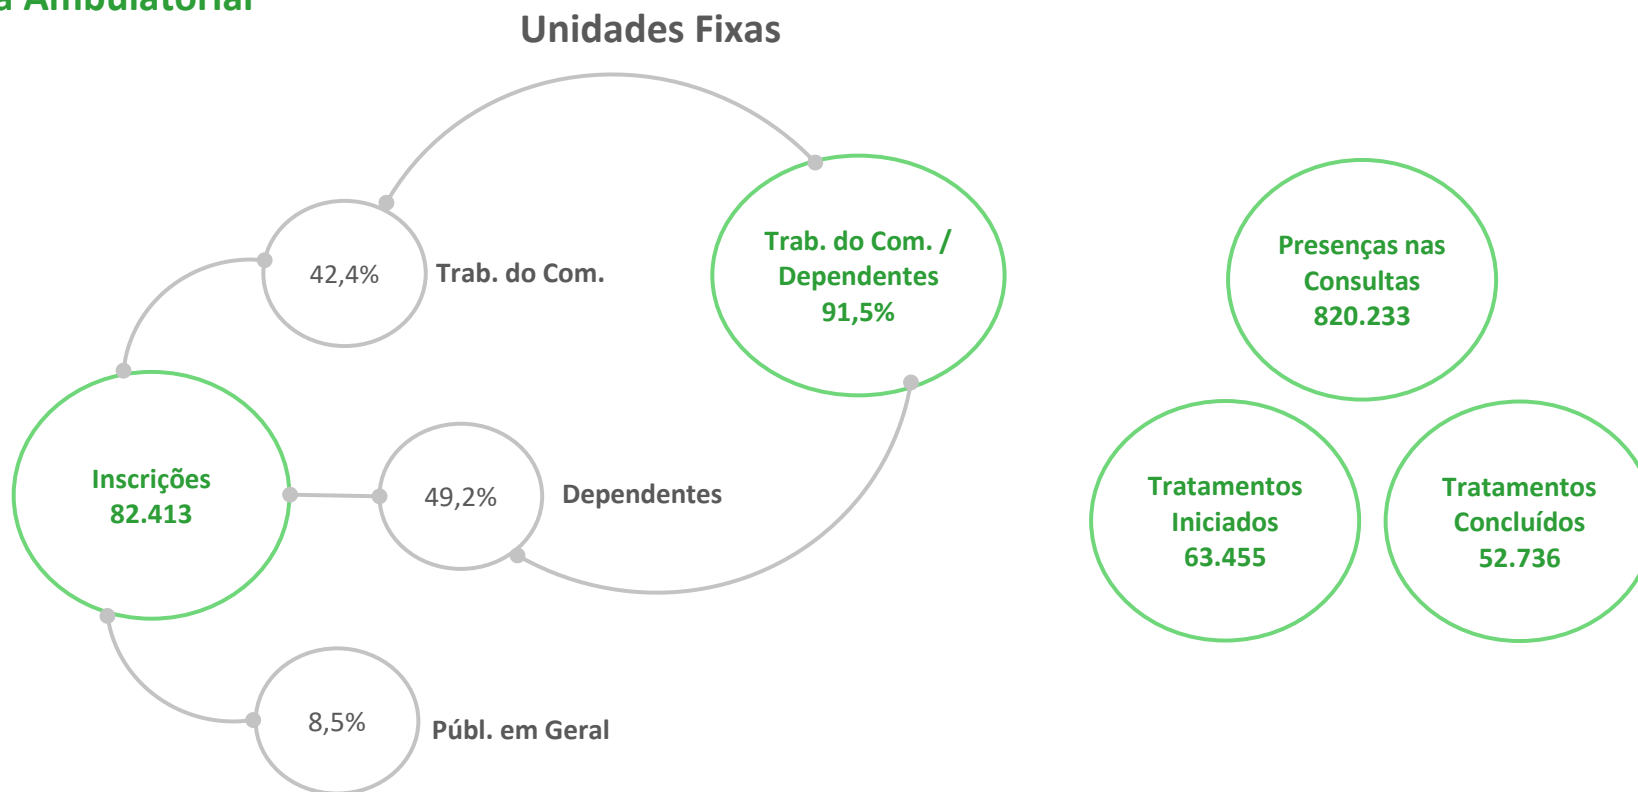 a Ambulatorial
Unidades Fixas
42,4%
Trab. do Com.
Trab. do Com. /
Dependentes
91,5%
Inscrições
82.413
49,2%
Dependentes
8,5%
Públ. em Geral
Presenças nas
Consultas
820.233
Tratamentos
Iniciados
63.455
Tratamentos
Concluídos
52.736